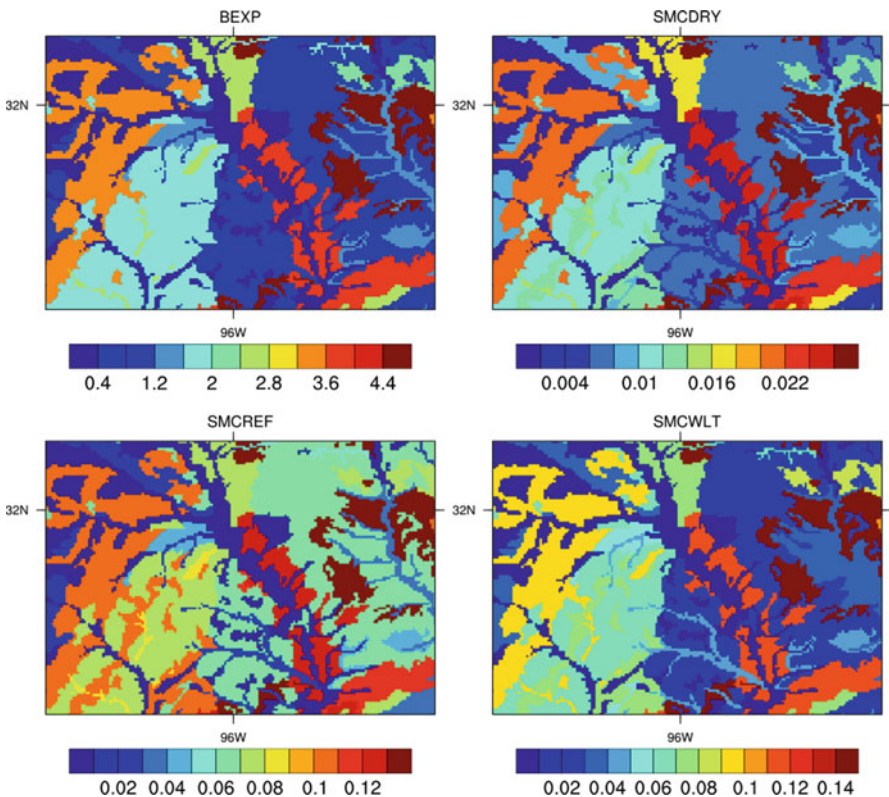 BEXP SMCDRY
32N 32N
96W 96W
0.4 1.2 2 2.8 3.6 4.4 0.004 0.01 0.016 0.022
SMCREF SMCWLT
32N 32N
96W 96W
0.02 0.04 0.06 0.08 0.1 0.12 0.02 0.04 0.06 0.08 0.1 0.12 0.14